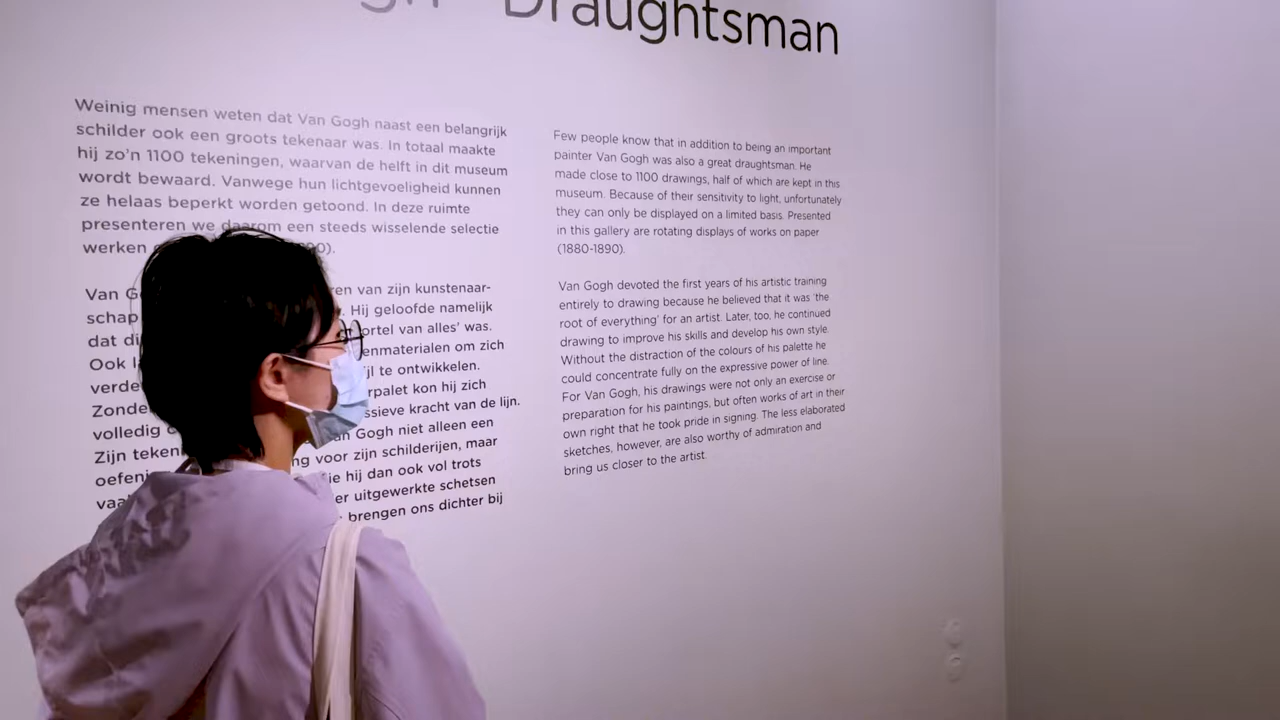 Draughtsman
Weinig mensen weten dat Van Gogh naast een belangrijk
schilder ook een groots tekenaar was. In totaal maakte
hij zo'n 1100 tekeningen, waarvan de helft in dit museum
wordt bewaard. Vanwege hun lichtgevoeligheid kunnen
ze helaas beperkt worden getoond. In deze ruimte
presenteren we daarom een steeds wisselende selectie
werken
Van
van zijn kunstenaar-
schap Hij geloofde namelijk
dat van alles' was.
Ook om zich
te ontwikkelen.
kon hij zich
kracht van de lijn.
volledig
Gogh niet alleen een
Zijn voor zijn schilderijen, maar
hij dan ook vol trots
uitgewerkte schetsen
brengen ons dichter bij
Few people know that in addition to being an important
painter Van Gogh was also a great draughtsman. He
made close to 1100 drawings, half of which are kept in this
museum. Because of their sensitivity to light, unfortunately
they can only be displayed on a limited basis. Presented
in this gallery are rotating displays of works on paper
(1880-1890).
Van Gogh devoted the first years of his artistic training
entirely to drawing because he believed that it was 'the
root of everything' for an artist. Later, too, he continued
drawing to improve his skills and develop his own style.
Without the distraction of the colours of his palette he
could concentrate fully on the expressive power of line.
For Van Gogh, his drawings were not only an exercise or
preparation for his paintings, but often works of art in their
own right that he took pride in signing. The less elaborated
sketches, however, are also worthy of admiration and
bring us closer to the artist.